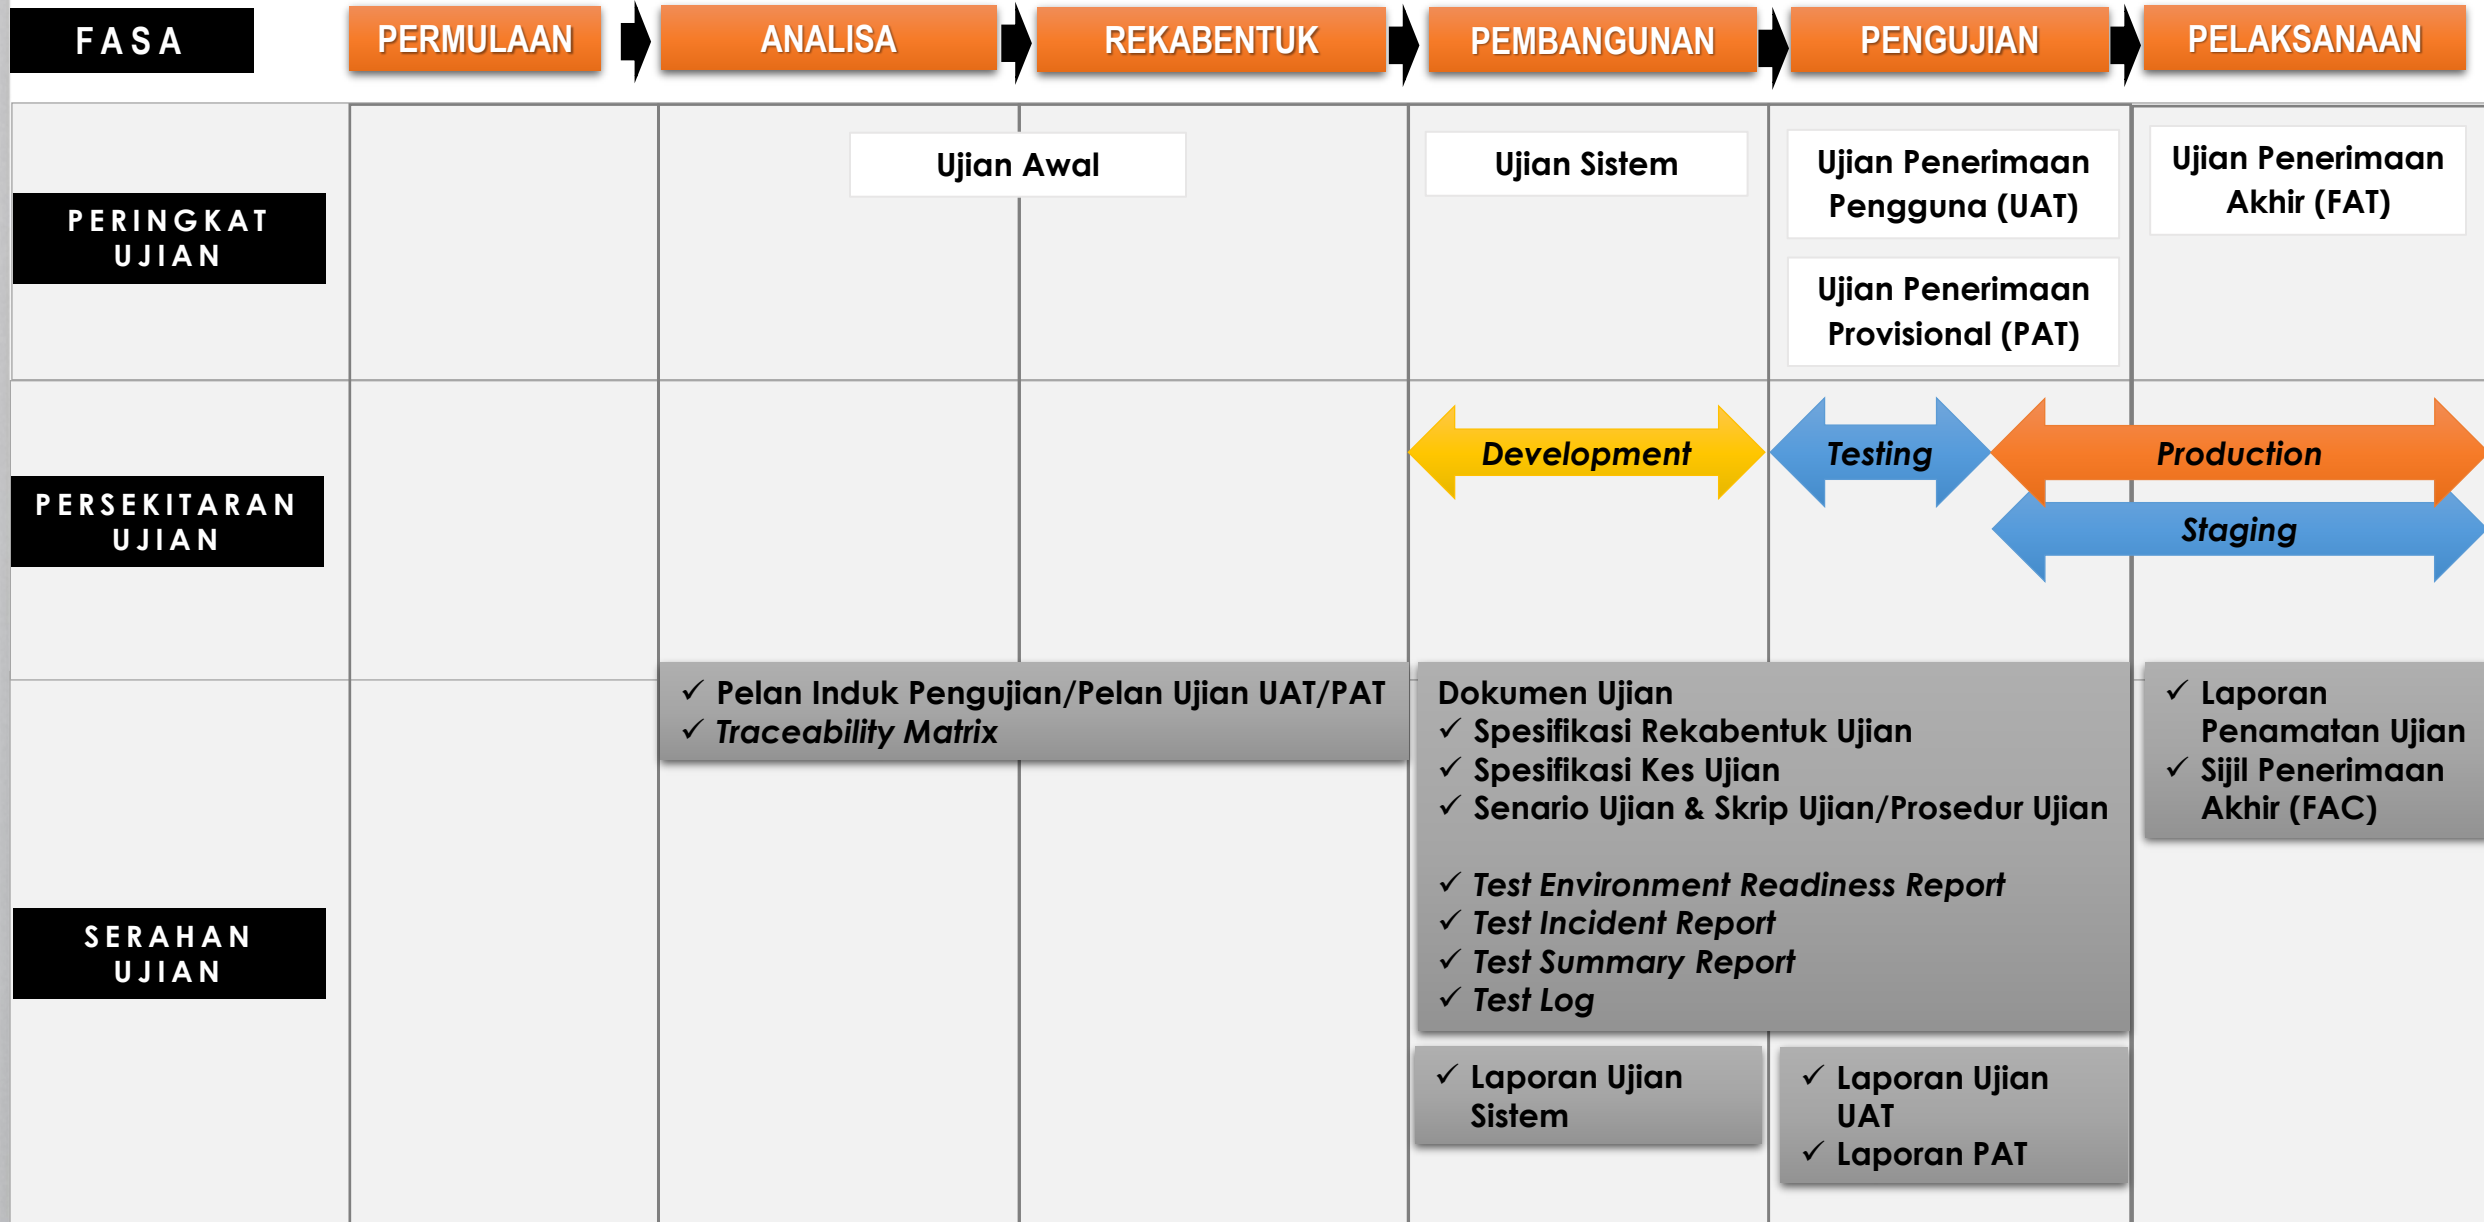 FASA
PERMULAAN
ANALISA
REKABENTUK
PEMBANGUNAN
PENGUJIAN
PELAKSANAAN
PERINGKAT
UJIAN
Ujian Awal
Ujian Sistem
Ujian Penerimaan
Pengguna (UAT)
Ujian Penerimaan
Provisional (PAT)
Ujian Penerimaan
Akhir (FAT)
PERSEKITARAN
UJIAN
Development
Testing
Production
Staging
SERAHAN
UJIAN
✓ Pelan Induk Pengujian/Pelan Ujian UAT/PAT
✓ Traceability Matrix
Dokumen Ujian
✓ Spesifikasi Rekabentuk Ujian
✓ Spesifikasi Kes Ujian
✓ Senario Ujian & Skrip Ujian/Prosedur Ujian
✓ Test Environment Readiness Report
✓ Test Incident Report
✓ Test Summary Report
✓ Test Log
✓ Laporan Ujian
Sistem
✓ Laporan Ujian
UAT
✓ Laporan PAT
✓ Laporan
Penamatan Ujian
✓ Sijil Penerimaan
Akhir (FAC)